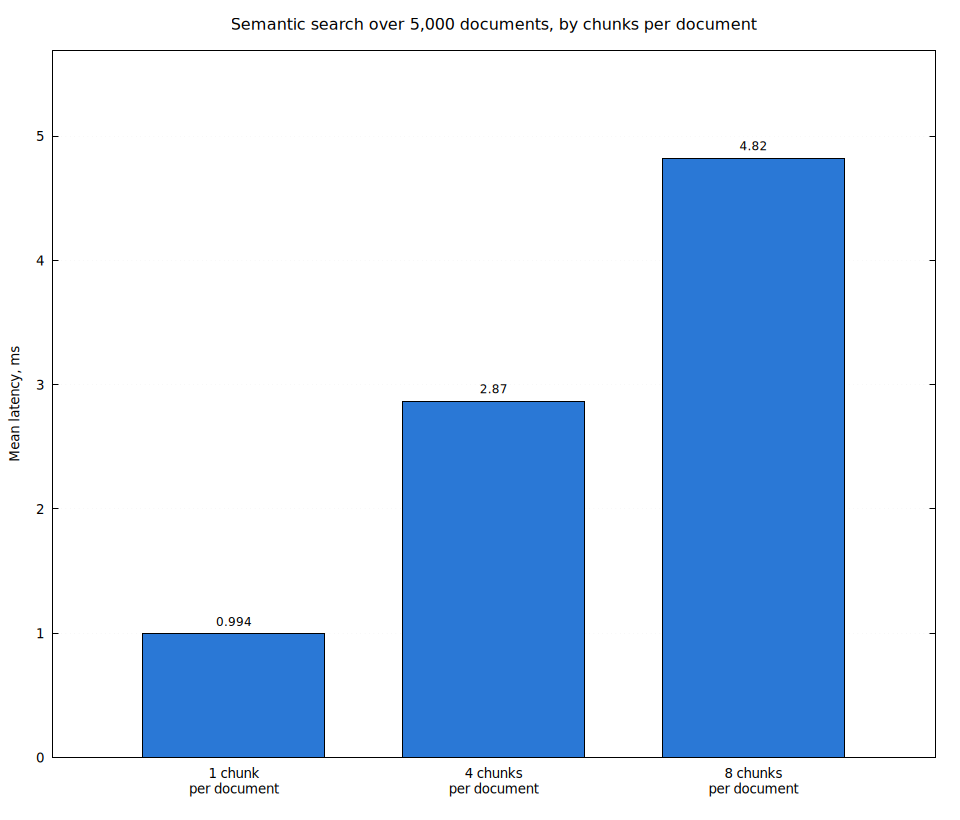 Semantic search over 5,000 documents, by chunks per document
Mean latency, ms
5
4
3
2
1
0
0.994
2.87
4.82
1 chunk
per document
4 chunks
per document
8 chunks
per document